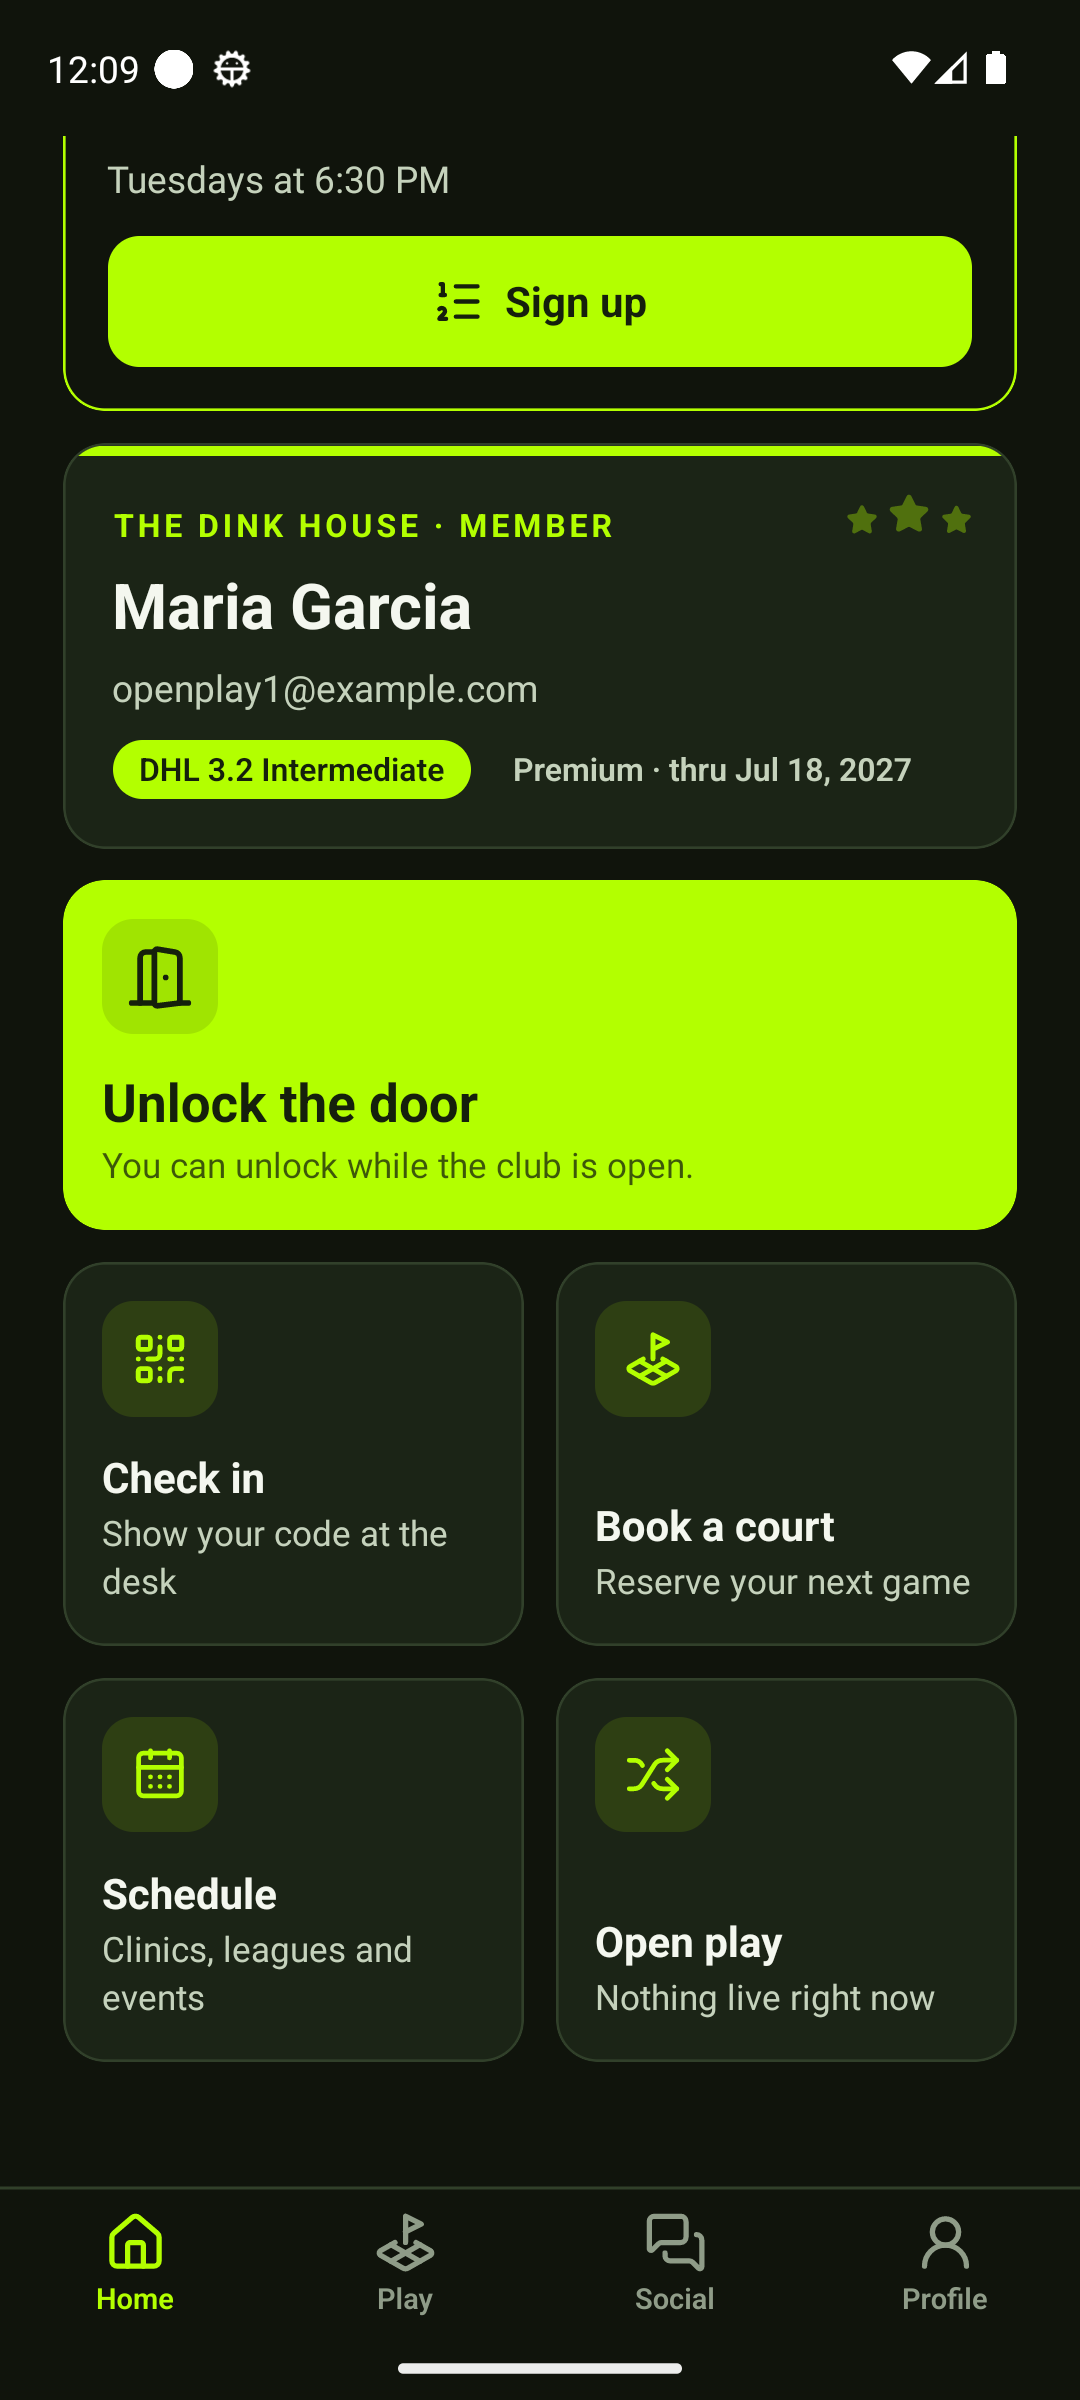 12:09
Tuesdays at 6:30 PM
Sign up
THE DINK HOUSE · MEMBER
Maria Garcia
openplay1@example.com
DHL 3.2 Intermediate
Premium · thru Jul 18, 2027
Unlock the door
You can unlock while the club is open.
Check in
Show your code at the
desk
Book a court
Reserve your next game
Schedule
Clinics, leagues and
events
Open play
Nothing live right now
Home
Play
Social
Profile